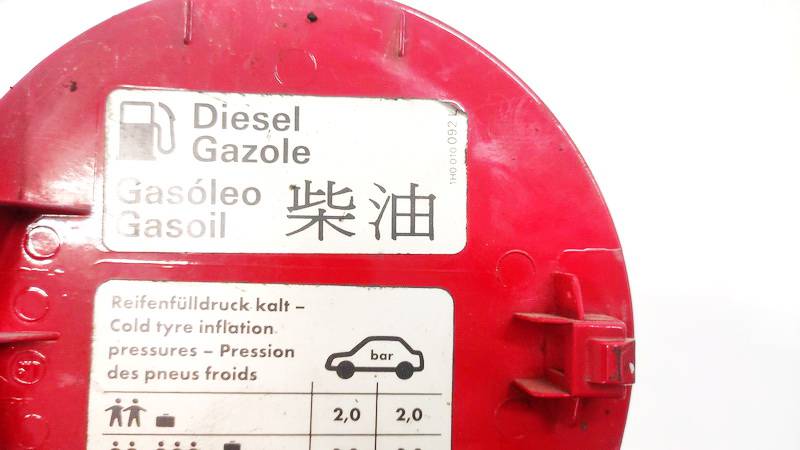 Diesel
Gazole
Gasóleo
Gasoil
柴油
1H0 010 092
Reifenfülldruck kalt –
Cold tyre inflation
pressures – Pression
des pneus froids
bar
2,0 2,0